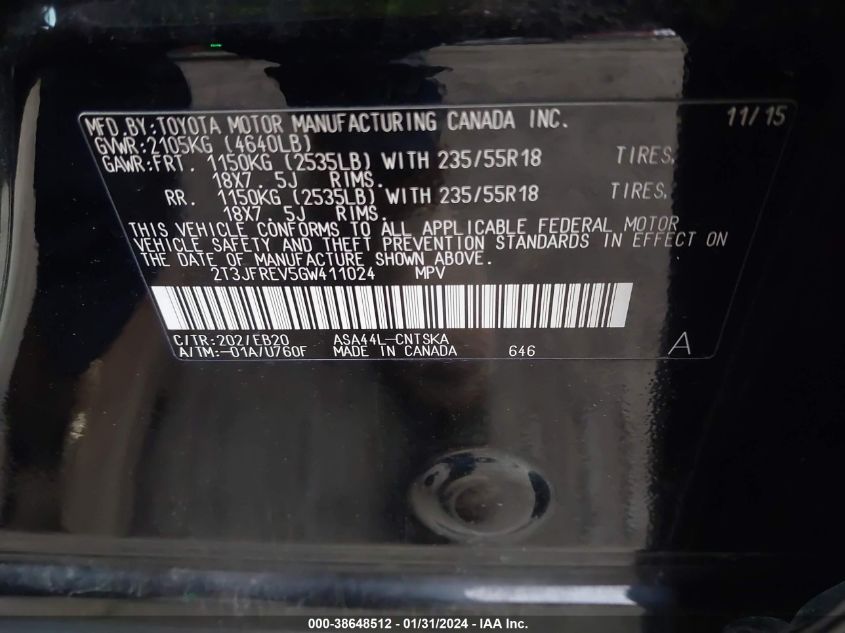 MFD.BY:TOYOTA MOTOR MANUFACTURING CANADA INC. 11/15
GVWR:2105KG (4640LB)
GAWR:FRT. 1150KG (2535LB) WITH 235/55R18 TIRES,
18X7.5J RIMS.
RR. 1150KG (2535LB) WITH 235/55R18 TIRES,
18X7.5J RIMS.
THIS VEHICLE CONFORMS TO ALL APPLICABLE FEDERAL MOTOR
VEHICLE SAFETY AND THEFT PREVENTION STANDARDS IN EFFECT ON
THE DATE OF MANUFACTURE SHOWN ABOVE.
2T3JFREV5GW411024 MPV
C/TR:202/EB20 ASA44L-CNTSKA
A/TM:-01A/U760F MADE IN CANADA 646 A
000-38648512 - 01/31/2024 - IAA Inc.